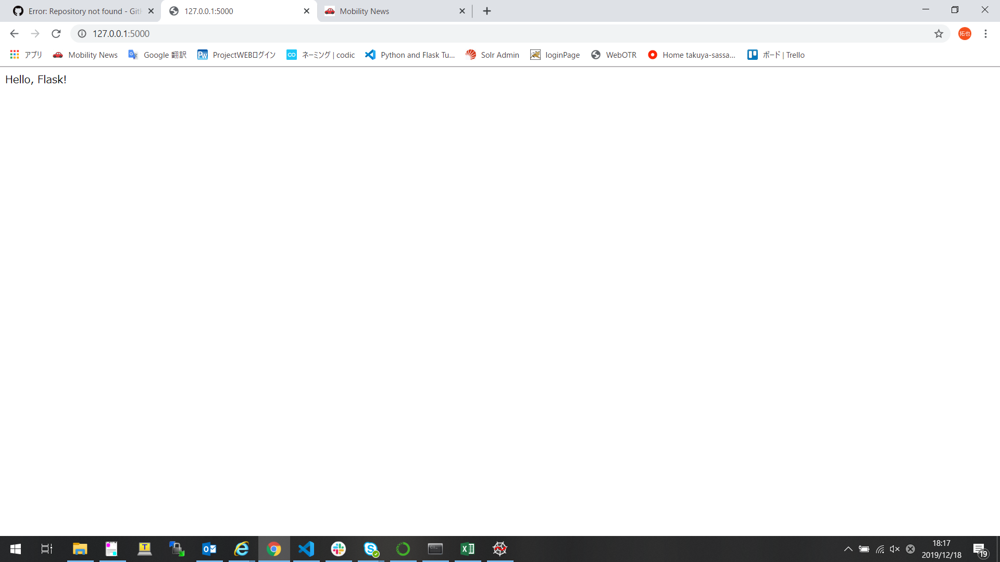 Error: Repository not found - Git
127.0.0.1:5000
Mobility News
127.0.0.1:5000
拓也
アプリ
Mobility News
Google 翻訳
ProjectWEBログイン
ネーミング | codic
Python and Flask Tu...
Solr Admin
loginPage
WebOTR
Home takuya-sassa...
ボード | Trello
Hello, Flask!
18:17
2019/12/18
19